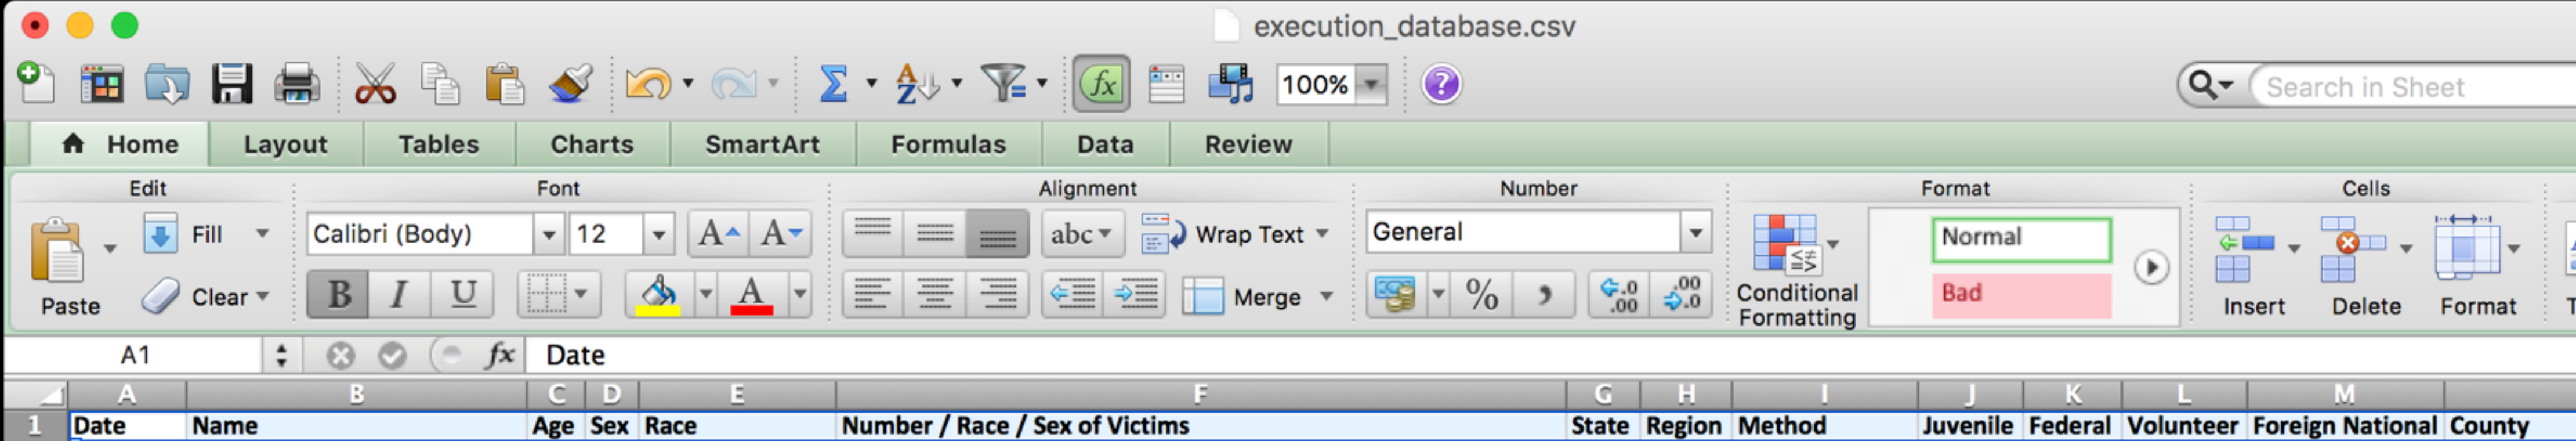 execution_database.csv
100%
Search in Sheet
Home Layout Tables Charts SmartArt Formulas Data Review
Edit Font Alignment Number Format Cells
Paste
Fill
Clear
Calibri (Body) 12
B I U
abc
Wrap Text
Merge
General
%
Conditional
Formatting
Normal
Bad
Insert Delete Format
A1 fx Date
A B C D E F G H I J K L M
1 Date Name Age Sex Race Number / Race / Sex of Victims State Region Method Juvenile Federal Volunteer Foreign National County